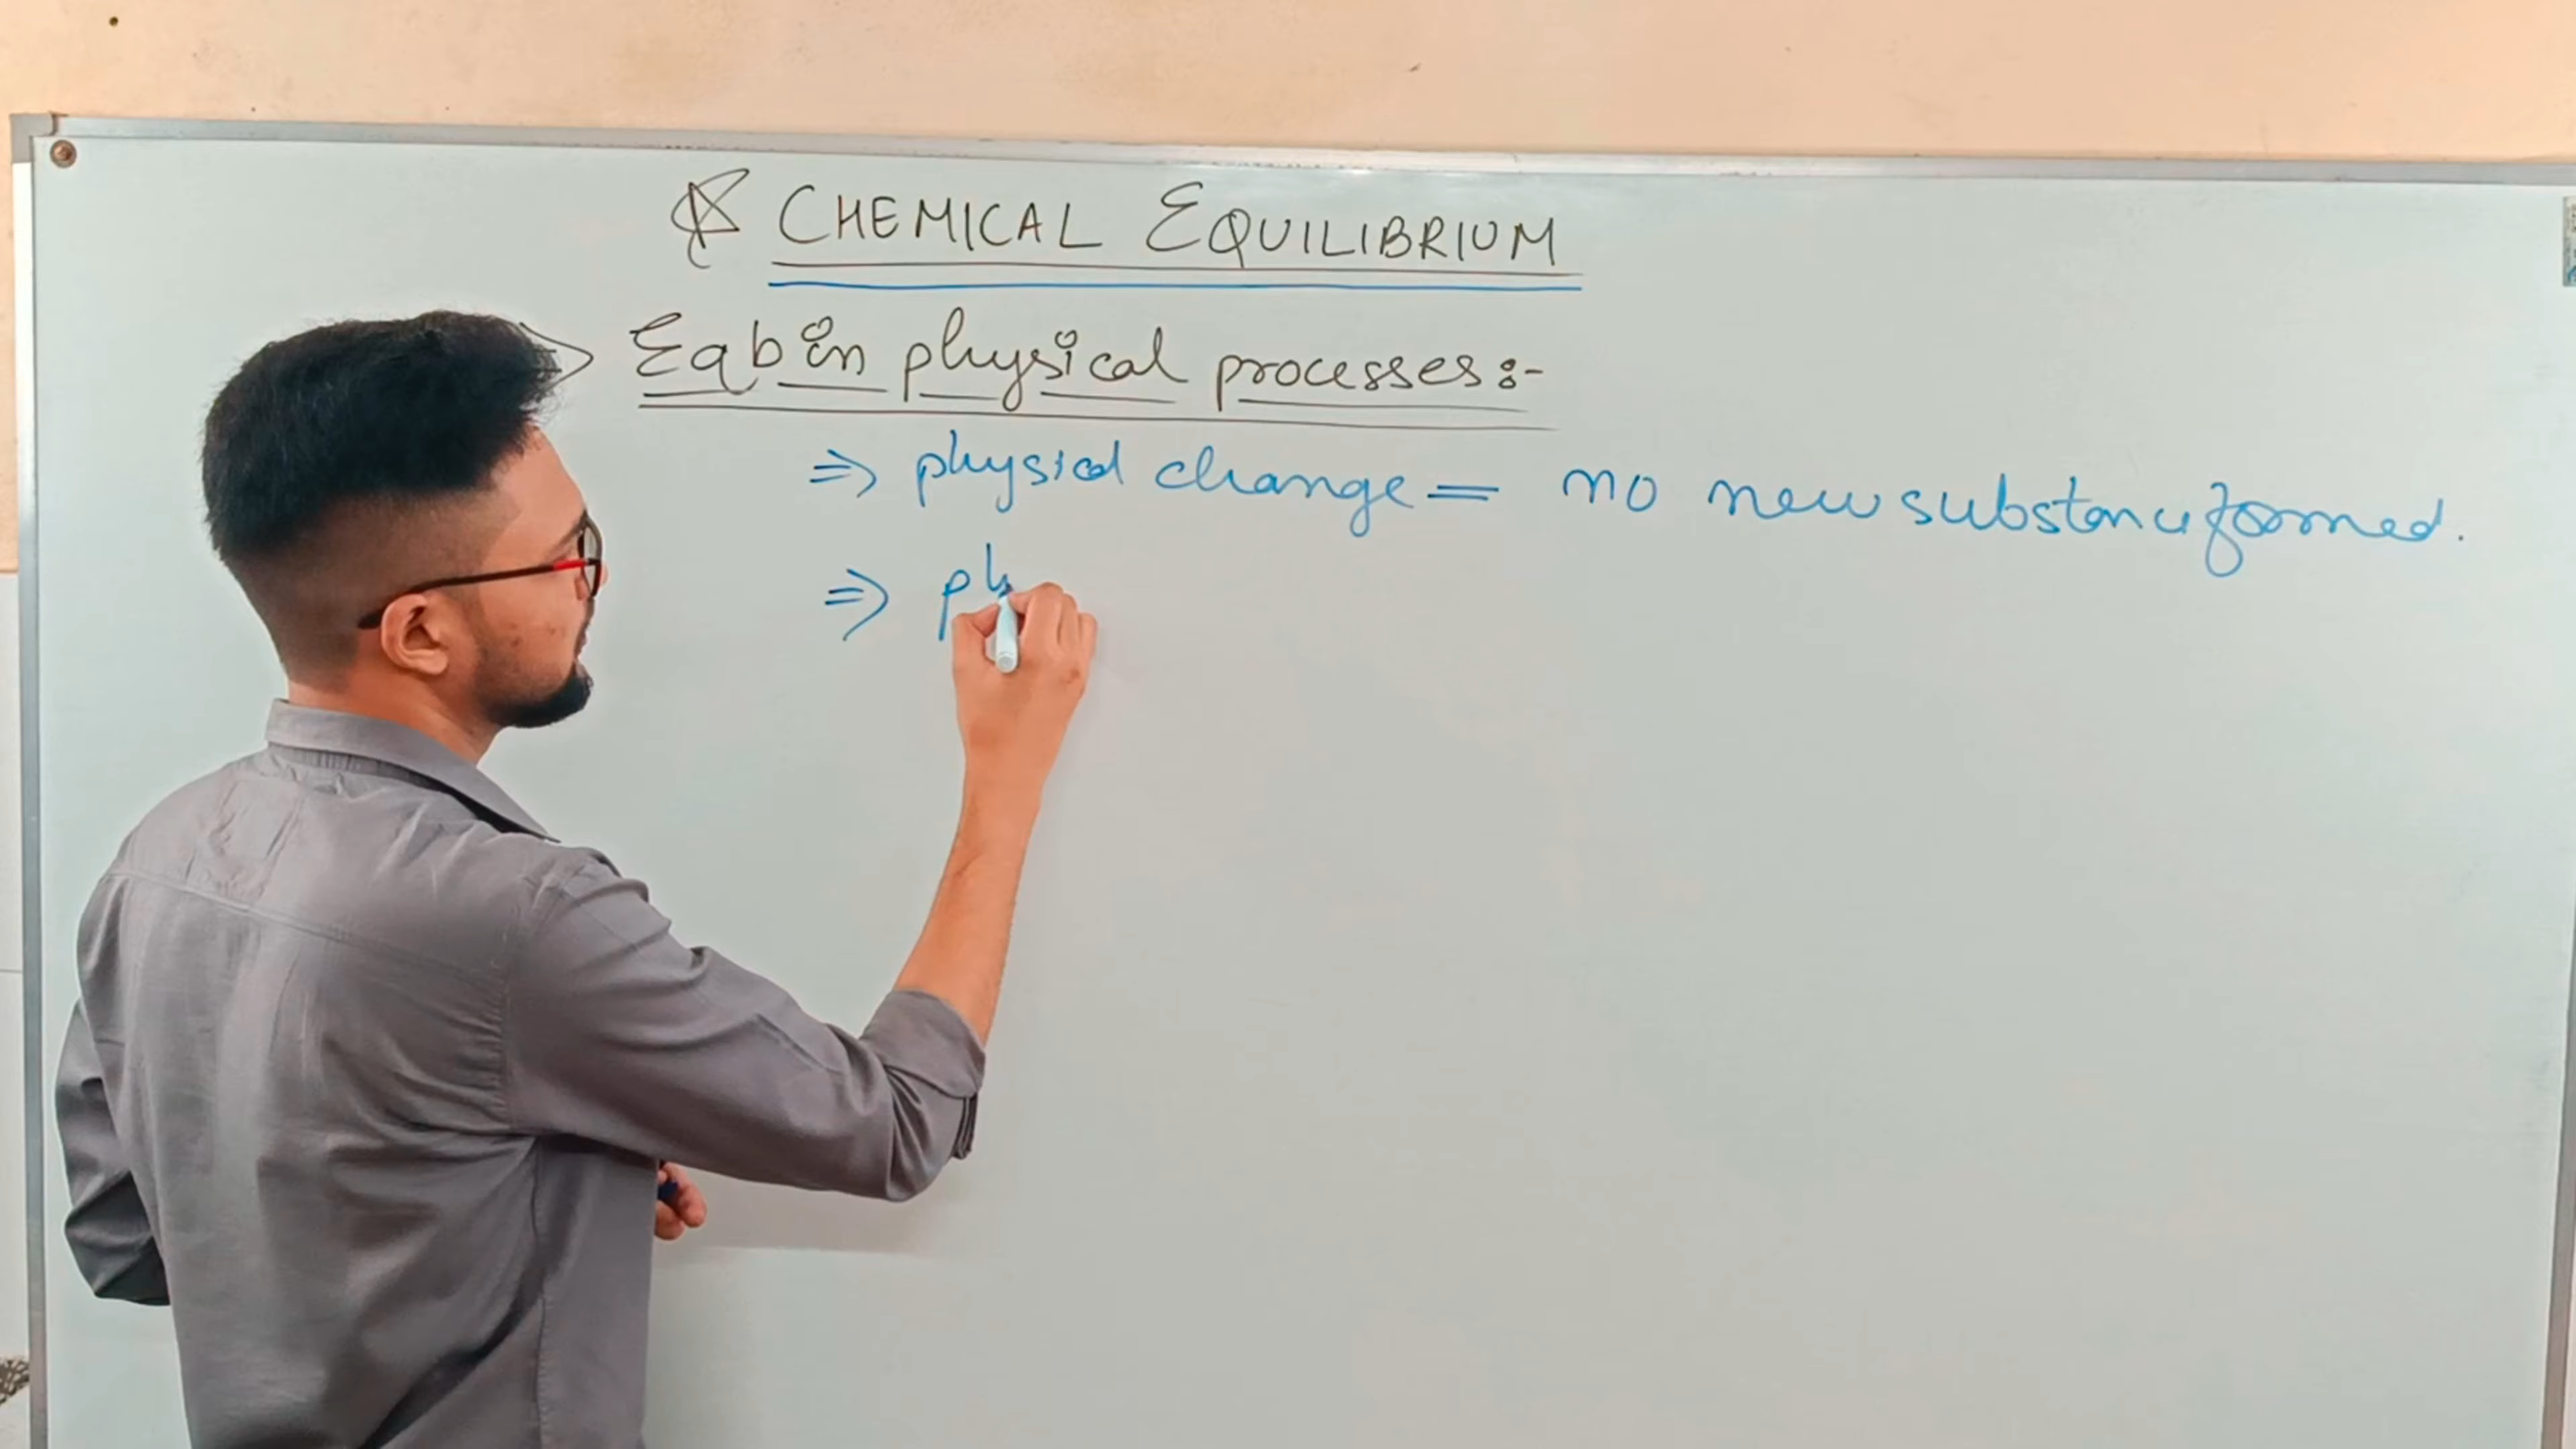 CHEMICAL EQUILIBRIUM
Eqb in physical processes:-
⇒ physical change = no new substance formed.
⇒ ph